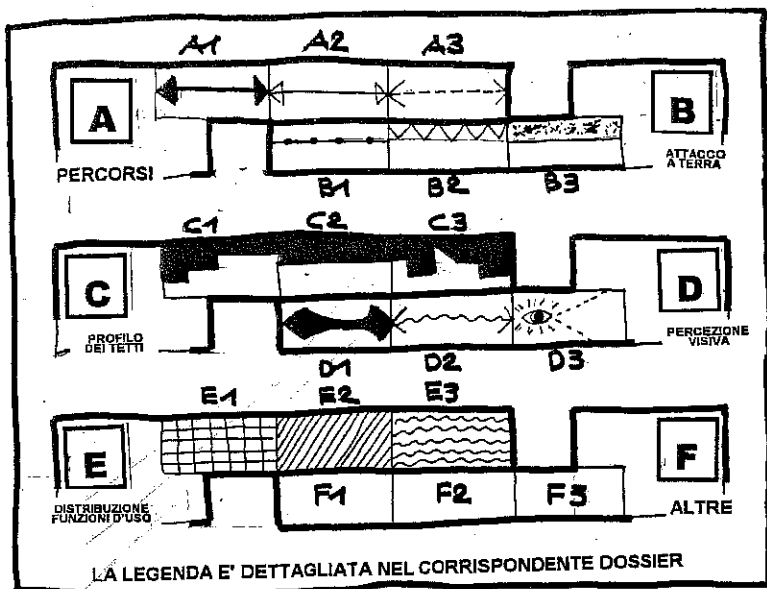 A1 A2 A3
A B
PERCORSI
ATTACCO
A TERRA
B1 B2 B3
C1 C2 C3
C D
PROFILO
DEI TETTI
PERCEZIONE
VISIVA
D1 D2 D3
E1 E2 E3
E F
DISTRIBUZIONE
FUNZIONI D'USO
F1 F2 F3
ALTRE
LA LEGENDA E' DETTAGLIATA NEL CORRISPONDENTE DOSSIER